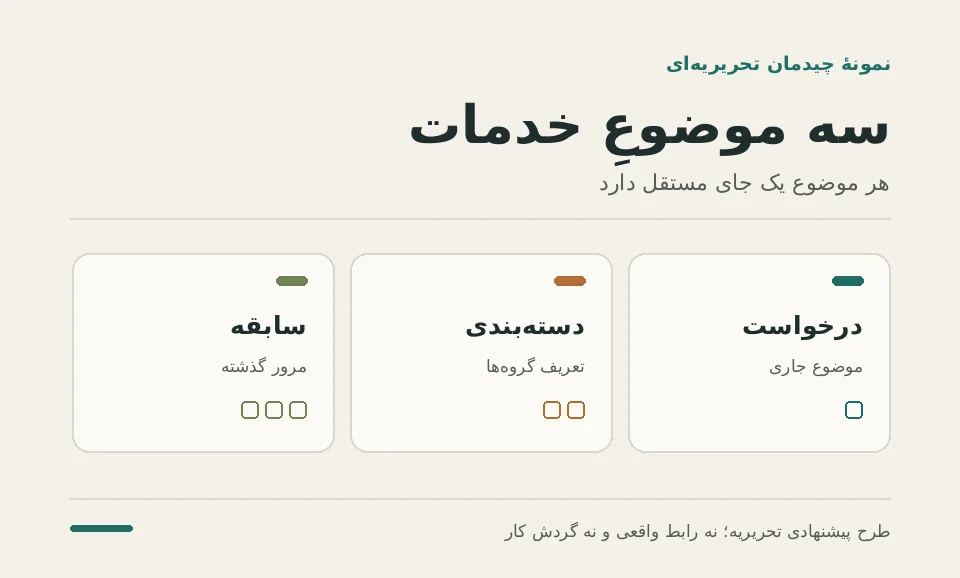 نمونهٔ چیدمان تحریریه‌ای
سه موضوعِ خدمات
هر موضوع یک جای مستقل دارد
درخواست
موضوع جاری
دسته‌بندی
تعریف گروه‌ها
سابقه
مرور گذشته
طرح پیشنهادی تحریریه؛ نه رابط واقعی و نه گردش کار